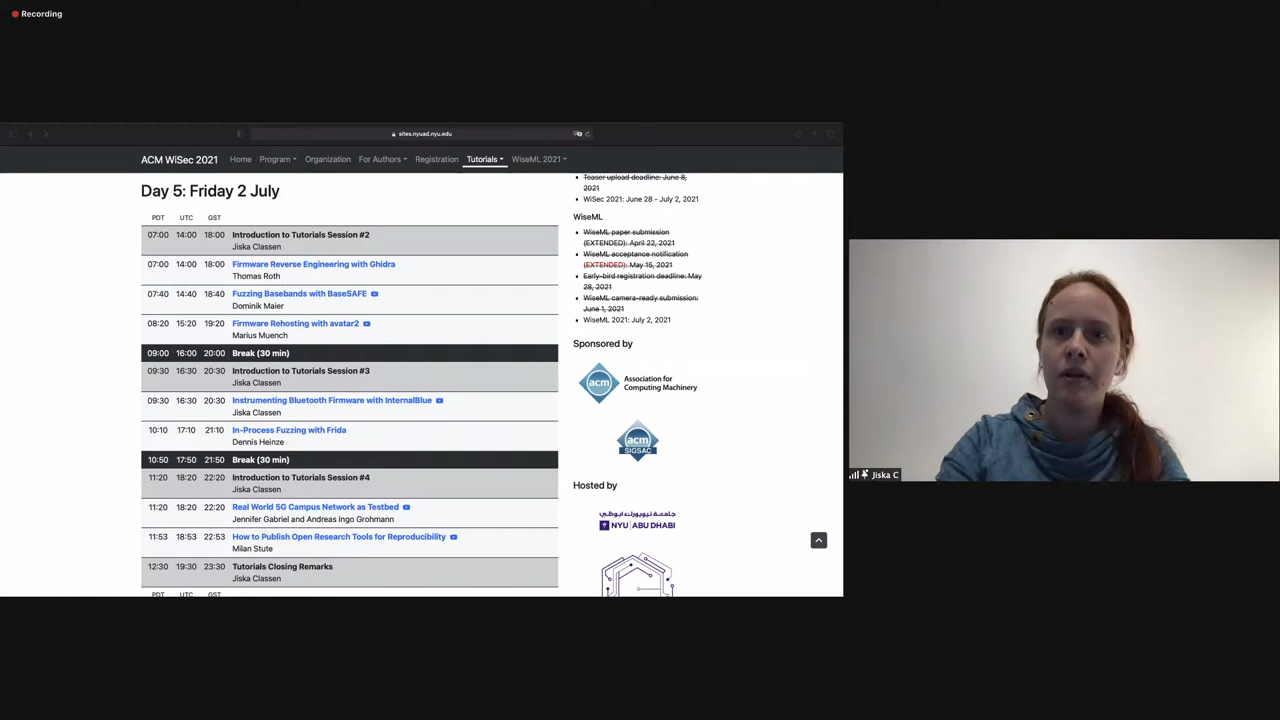 Recording
sites.nyuad.nyu.edu
ACM WiSec 2021 Home Program For Authors Organization Registration Tutorials WiseML 2021
Day 5: Friday 2 July
PDT UTC GST
07:00 14:00 18:00 Introduction to Tutorials Session #2
Jiska Classen
07:00 14:00 18:00 Firmware Reverse Engineering with Ghidra
Thomas Roth
07:40 14:40 18:40 Fuzzing Basebands with BaseSAFE
Dominik Maier
08:20 15:20 19:20 Firmware Rehosting with avatar2
Marius Muench
09:00 16:00 20:00 Break (30 min)
09:30 16:30 20:30 Introduction to Tutorials Session #3
Jiska Classen
09:30 16:30 20:30 Instrumenting Bluetooth Firmware with InternalBlue
Jiska Classen
10:10 17:10 21:10 In-Process Fuzzing with Frida
Dennis Heinze
10:50 17:50 21:50 Break (30 min)
11:20 18:20 22:20 Introduction to Tutorials Session #4
Jiska Classen
11:20 18:20 22:20 Real World 5G Campus Network as Testbed
Jennifer Gabriel and Andreas Ingo Grohmann
11:53 18:53 22:53 How to Publish Open Research Tools for Reproducibility
Milan Stute
12:30 19:30 23:30 Tutorials Closing Remarks
Jiska Classen
PDT UTC GST
Teaser upload deadline: June 8,
2021
WiSec 2021: June 28 - July 2, 2021
WiseML
WiseML paper submission
(EXTENDED): April 22, 2021
WiseML acceptance notification
(EXTENDED): May 15, 2021
Early-bird registration deadline: May
28, 2021
WiseML camera-ready submission:
June 1, 2021
WiseML 2021: July 2, 2021
Sponsored by
acm Association for
Computing Machinery
acm
SIGSAC
Hosted by
جامعة نيويورك أبوظبي
NYU ABU DHABI
Jiska C